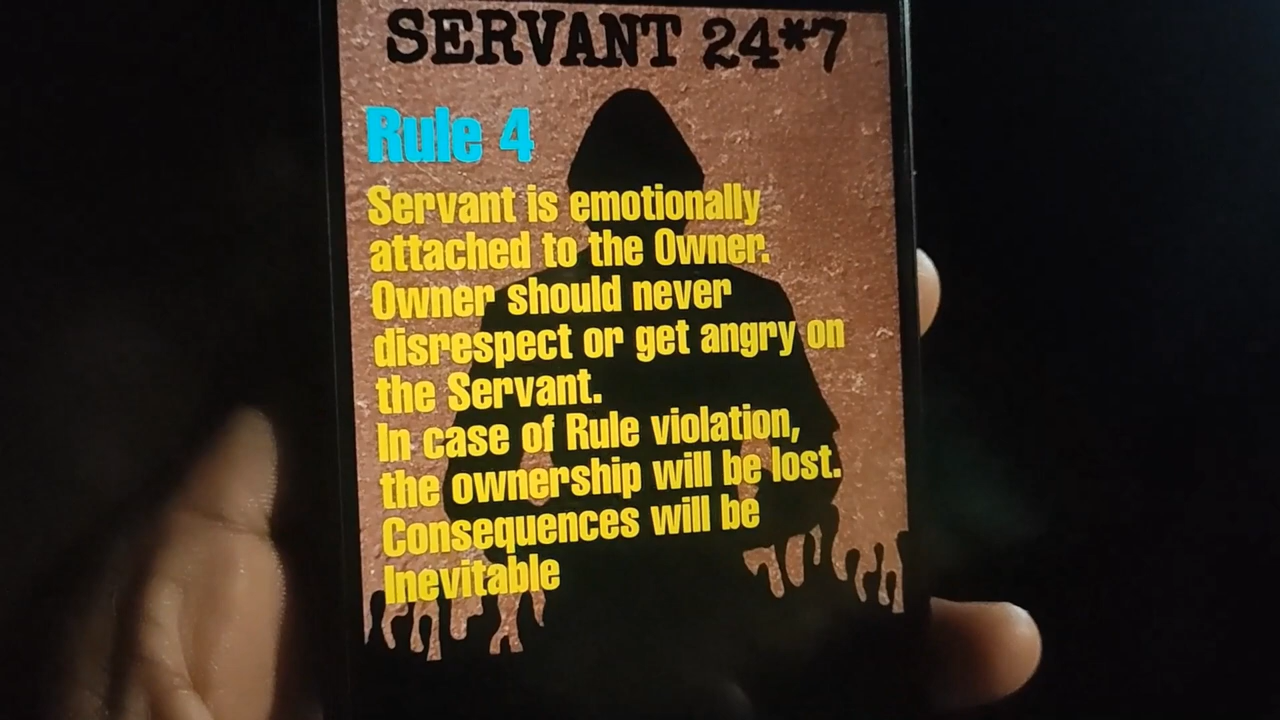 SERVANT 24*7
Rule 4
Servant is emotionally
attached to the Owner.
Owner should never
disrespect or get angry on
the Servant.
In case of Rule violation,
the ownership will be lost.
Consequences will be
Inevitable